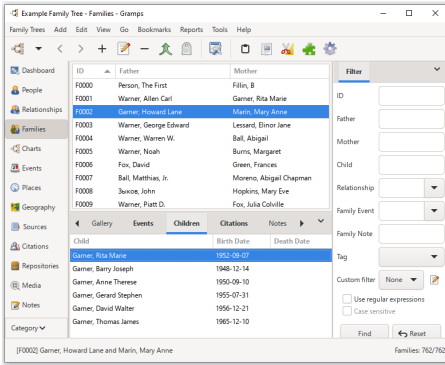 Example Family Tree - Families - Gramps
Family Trees Add Edit View Go Bookmarks Reports Tools Help
Dashboard
People
Relationships
Families
Charts
Events
Places
Geography
Sources
Citations
Repositories
Media
Notes
Category
ID Father Mother
F0000 Person, The First Fillin, B
F0001 Warner, Allen Carl Garner, Rita Marie
F0002 Garner, Howard Lane Marin, Mary Anne
F0003 Warner, George Edward Lessard, Elinor Jane
F0004 Warner, Warren W. Ball, Abigail
F0005 Warner, Noah Burns, Margaret
F0006 Fox, David Green, Frances
F0007 Ball, Matthias, Jr. Moreno, Abigail Chapman
F0008 Зыков, John Hopkins, Mary Eve
F0009 Warner, Piatt D. Fox, Julia Colville
Gallery Events Children Citations Notes
Child Birth Date Death Date
Garner, Rita Marie 1952-09-07
Garner, Barry Joseph 1948-12-14
Garner, Anne Therese 1950-09-10
Garner, Gerard Stephen 1955-07-31
Garner, David Walter 1956-12-21
Garner, Thomas James 1965-12-10
Filter
ID
Father
Mother
Child
Relationship
Family Event
Family Note
Tag
Custom filter None
Use regular expressions
Case sensitive
Find Reset
[F0002] Garner, Howard Lane and Marin, Mary Anne
Families: 762/762